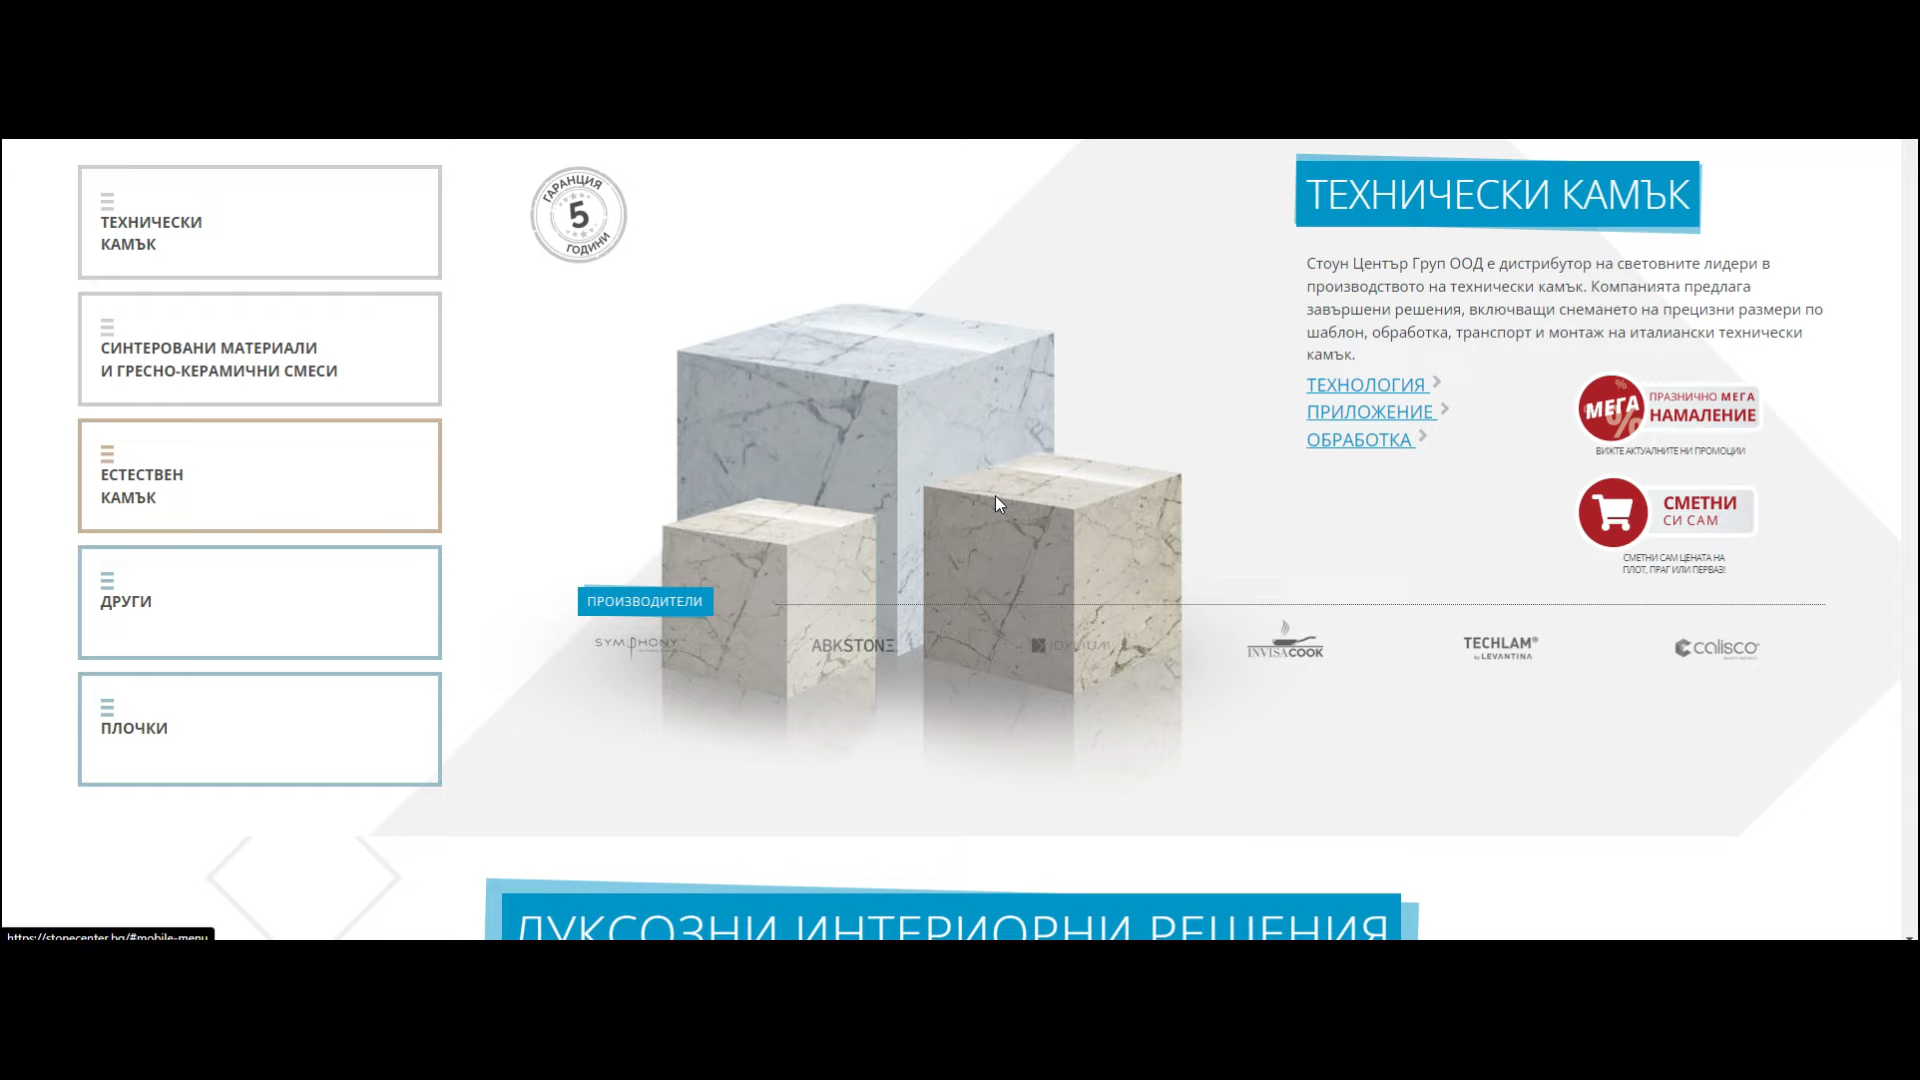 ТЕХНИЧЕСКИ
КАМЪК
СИНТЕРОВАНИ МАТЕРИАЛИ
И ГРЕСНО-КЕРАМИЧНИ СМЕСИ
ЕСТЕСТВЕН
КАМЪК
ДРУГИ
ПЛОЧКИ
ГАРАНЦИЯ
5
ГОДИНИ
ТЕХНИЧЕСКИ КАМЪК
Стоун Център Груп ООД е дистрибутор на световните лидери в
производството на технически камък. Компанията предлага
завършени решения, включващи снемането на прецизни размери по
шаблон, обработка, транспорт и монтаж на италиански технически
камък.
ТЕХНОЛОГИЯ
ПРИЛОЖЕНИЕ
ОБРАБОТКА
МЕГА %
ПРАЗНИЧНО МЕГА
НАМАЛЕНИЕ
ВИЖТЕ АКТУАЛНИТЕ НИ ПРОМОЦИИ
СМЕТНИ
СИ САМ
СМЕТНИ САМ ЦЕНАТА НА
ПЛОТ, ПРАГ ИЛИ ПЕРВАЗ!
ПРОИЗВОДИТЕЛИ
SYMPHONY
ABKSTONE
IDYLIUM
INVISACOOK
TECHLAM®
by LEVANTINA
calisco
ЛУКСОЗНИ ИНТЕРИОРНИ РЕШЕНИЯ
https://stonecenter.bg/#mobile-menu